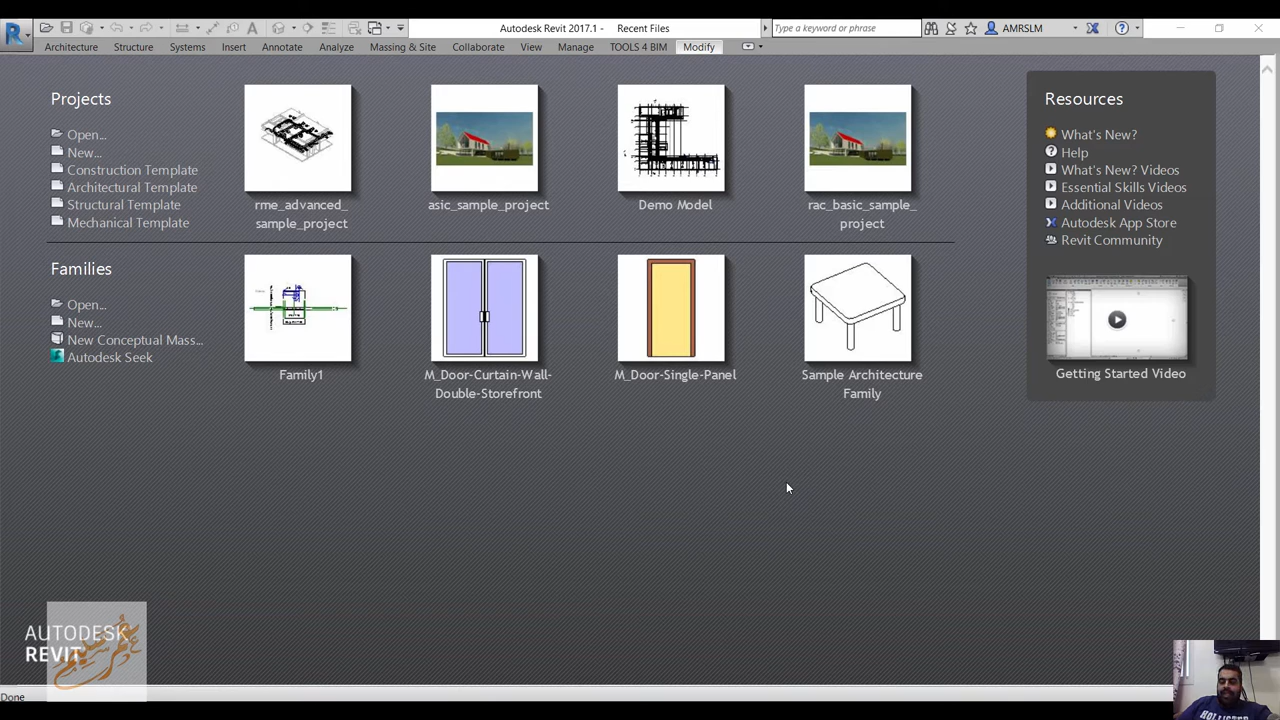 Autodesk Revit 2017.1 - Recent Files
Type a keyword or phrase
AMRSLM
Architecture Structure Systems Insert Annotate Analyze Massing & Site Collaborate View Manage TOOLS 4 BIM Modify
Projects
Open...
New...
Construction Template
Architectural Template
Structural Template
Mechanical Template
rme_advanced_
sample_project
asic_sample_project
Demo Model
rac_basic_sample_
project
Families
Open...
New...
New Conceptual Mass...
Autodesk Seek
Family1
M_Door-Curtain-Wall-
Double-Storefront
M_Door-Single-Panel
Sample Architecture
Family
Resources
What's New?
Help
What's New? Videos
Essential Skills Videos
Additional Videos
Autodesk App Store
Revit Community
Getting Started Video
AUTODESK
REVIT
عمرو سليم
Done
HOLLISTER